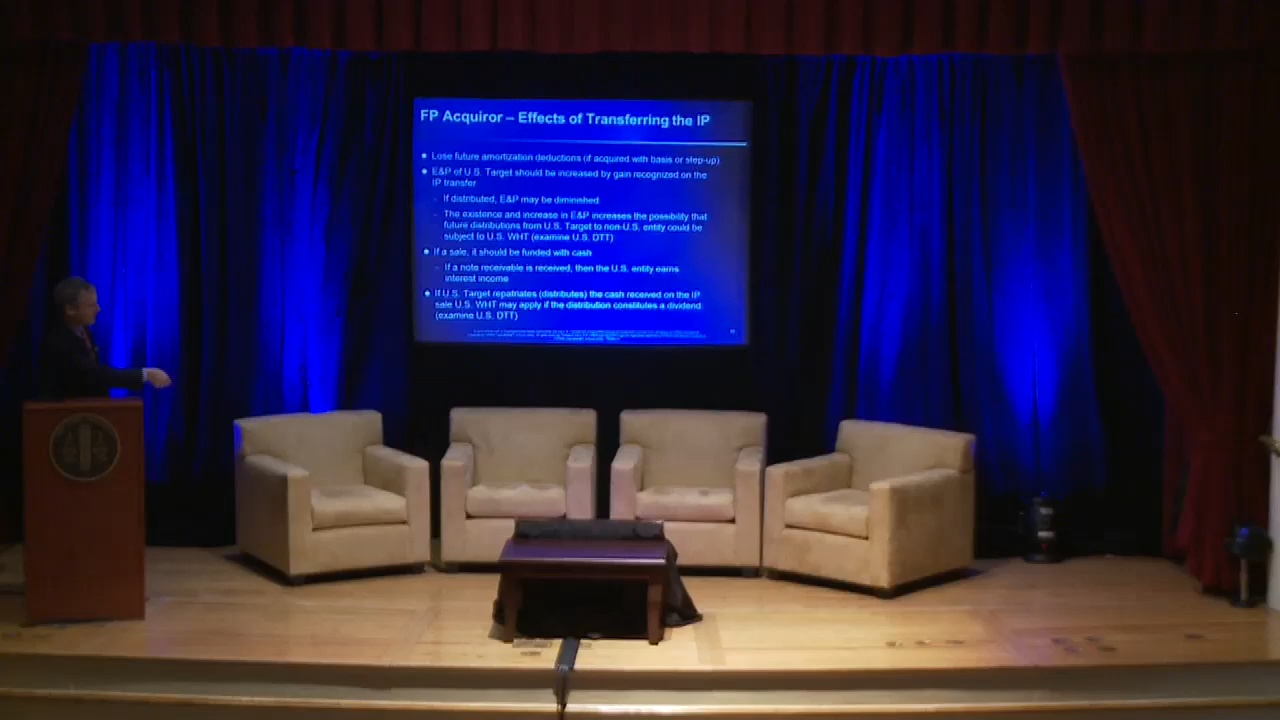 FP Acquiror – Effects of Transferring the IP
Lose future amortization deductions (if acquired with basis or step-up)
E&P of U.S. Target should be increased by gain recognized on the
IP transfer
If distributed, E&P may be diminished
The existence and increase in E&P increases the possibility that
future distributions from U.S. Target to non-U.S. entity could be
subject to U.S. WHT (examine U.S. DTT)
If a sale, it should be funded with cash
If a note receivable is received, then the U.S. entity earns
interest income
If U.S. Target repatriates (distributes) the cash received on the IP
sale U.S. WHT may apply if the distribution constitutes a dividend
(examine U.S. DTT)